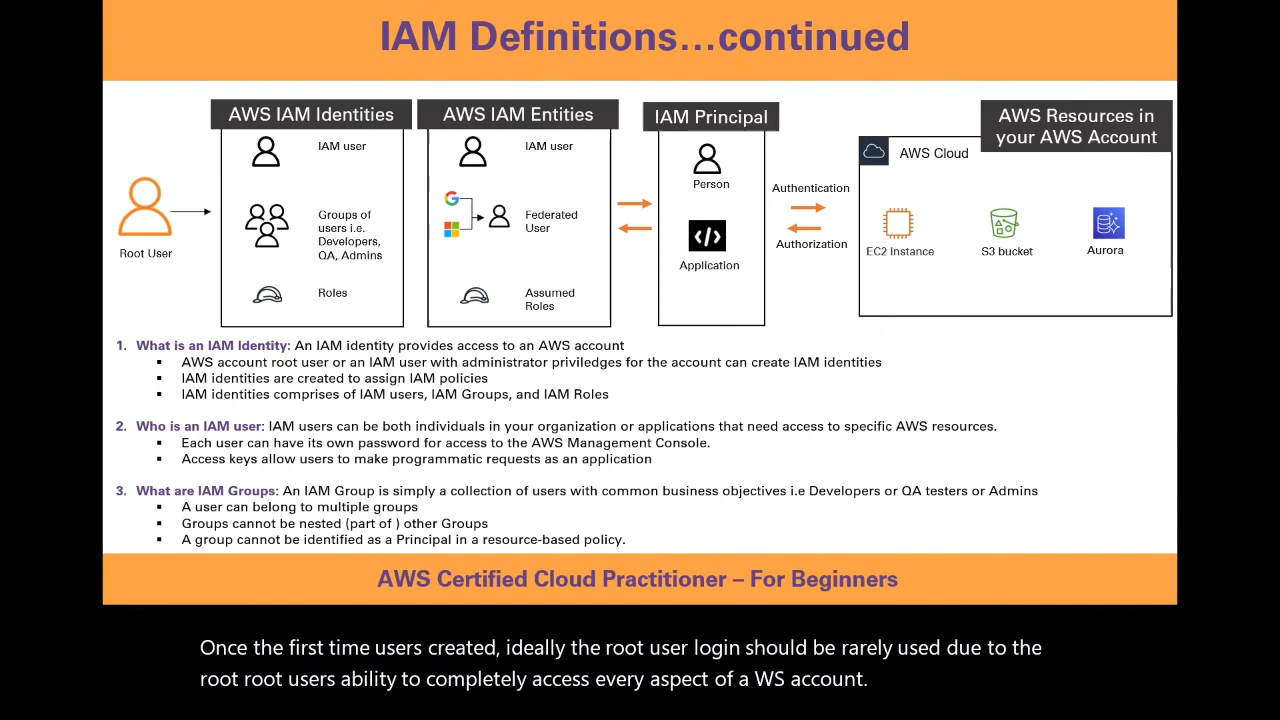 IAM Definitions...continued
AWS IAM Identities
AWS IAM Entities
IAM Principal
AWS Resources in
your AWS Account
IAM user
IAM user
AWS Cloud
Person
Authentication
Root User
Groups of
users i.e.
Developers,
QA, Admins
Federated
User
Application
Authorization
EC2 Instance
S3 bucket
Aurora
Roles
Assumed
Roles
1. What is an IAM Identity: An IAM identity provides access to an AWS account
▪ AWS account root user or an IAM user with administrator priviledges for the account can create IAM identities
▪ IAM identities are created to assign IAM policies
▪ IAM identities comprises of IAM users, IAM Groups, and IAM Roles
2. Who is an IAM user: IAM users can be both individuals in your organization or applications that need access to specific AWS resources.
▪ Each user can have its own password for access to the AWS Management Console.
▪ Access keys allow users to make programmatic requests as an application
3. What are IAM Groups: An IAM Group is simply a collection of users with common business objectives i.e Developers or QA testers or Admins
▪ A user can belong to multiple groups
▪ Groups cannot be nested (part of ) other Groups
▪ A group cannot be identified as a Principal in a resource-based policy.
AWS Certified Cloud Practitioner – For Beginners
Once the first time users created, ideally the root user login should be rarely used due to the
root root users ability to completely access every aspect of a WS account.